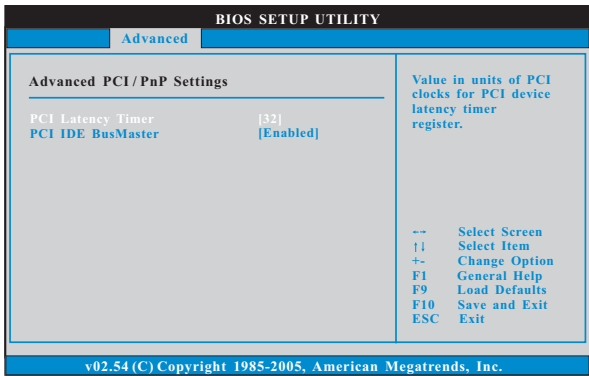 BIOS SETUP UTILITY
Advanced
Advanced PCI / PnP Settings
PCI Latency Timer [32]
PCI IDE BusMaster [Enabled]
Value in units of PCI
clocks for PCI device
latency timer
register.
←→ Select Screen
↑↓ Select Item
+- Change Option
F1 General Help
F9 Load Defaults
F10 Save and Exit
ESC Exit
v02.54 (C) Copyright 1985-2005, American Megatrends, Inc.